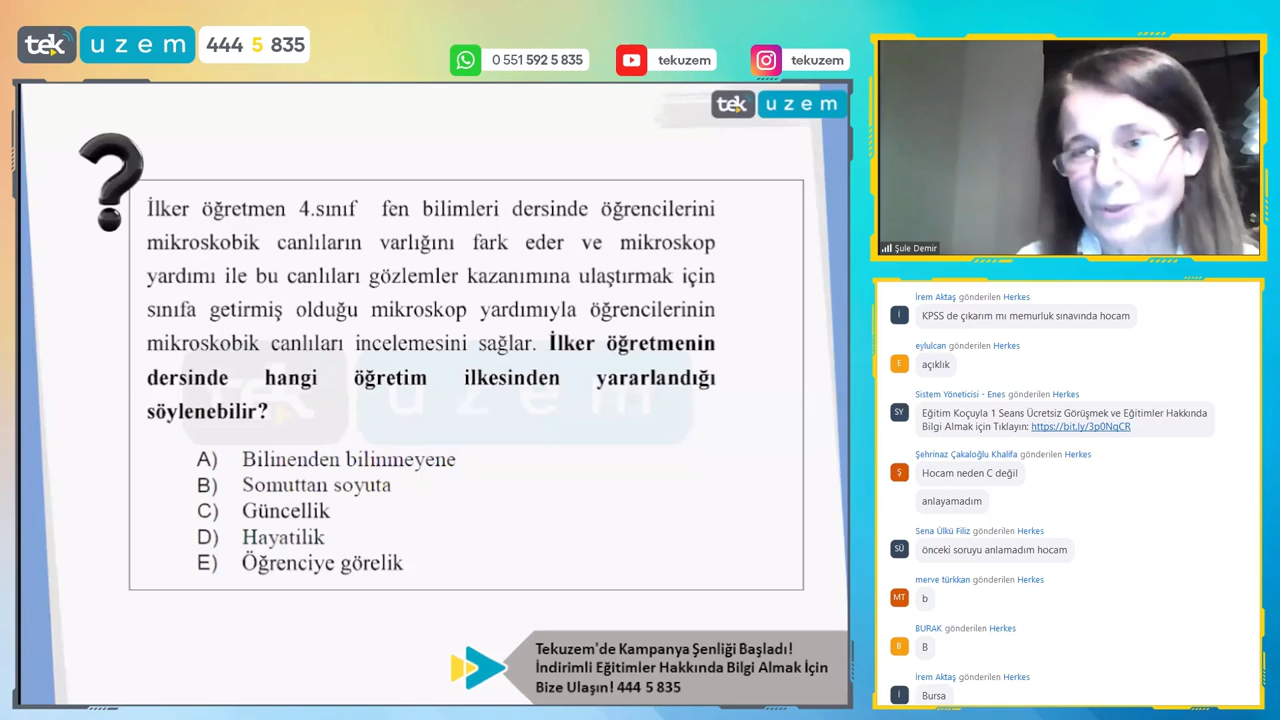 tek uzem 444 5 835
0 551 592 5 835
tekuzem
tekuzem
tek uzem
İlker öğretmen 4.sınıf fen bilimleri dersinde öğrencilerini
mikroskobik canlıların varlığını fark eder ve mikroskop
yardımı ile bu canlıları gözlemler kazanımına ulaştırmak için
sınıfa getirmiş olduğu mikroskop yardımıyla öğrencilerinin
mikroskobik canlıları incelemesini sağlar. İlker öğretmenin
dersinde hangi öğretim ilkesinden yararlandığı
söylenebilir?
A) Bilinenden bilinmeyene
B) Somuttan soyuta
C) Güncellik
D) Hayatilik
E) Öğrenciye görelik
tek uzem
Tekuzem'de Kampanya Şenliği Başladı!
İndirimli Eğitimler Hakkında Bilgi Almak İçin
Bize Ulaşın! 444 5 835
Şule Demir
İrem Aktaş gönderilen Herkes
İ KPSS de çıkarım mı memurluk sınavında hocam
eylulcan gönderilen Herkes
E açıklık
Sistem Yöneticisi - Enes gönderilen Herkes
SY Eğitim Koçuyla 1 Seans Ücretsiz Görüşmek ve Eğitimler Hakkında
Bilgi Almak için Tıklayın: https://bit.ly/3p0NqCR
Şehrinaz Çakaloğlu Khalifa gönderilen Herkes
Ş Hocam neden C değil
anlayamadım
Sena Ülkü Filiz gönderilen Herkes
SÜ önceki soruyu anlamadım hocam
merve türkkan gönderilen Herkes
MT b
BURAK gönderilen Herkes
B B
İrem Aktaş gönderilen Herkes
İ Bursa